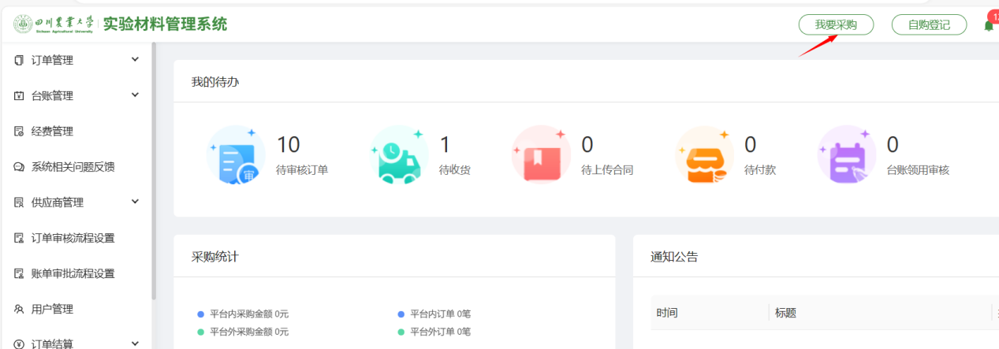 四川农业大学
Sichuan Agricultural University
实验材料管理系统
我要采购
自购登记
订单管理
台账管理
经费管理
系统相关问题反馈
供应商管理
订单审核流程设置
账单审批流程设置
用户管理
订单结算
我的待办
10
待审核订单
审
1
待收货
0
待上传合同
0
待付款
0
台账领用审核
采购统计
平台内采购金额 0元
平台内订单 0笔
平台外采购金额 0元
平台外订单 0笔
通知公告
时间
标题